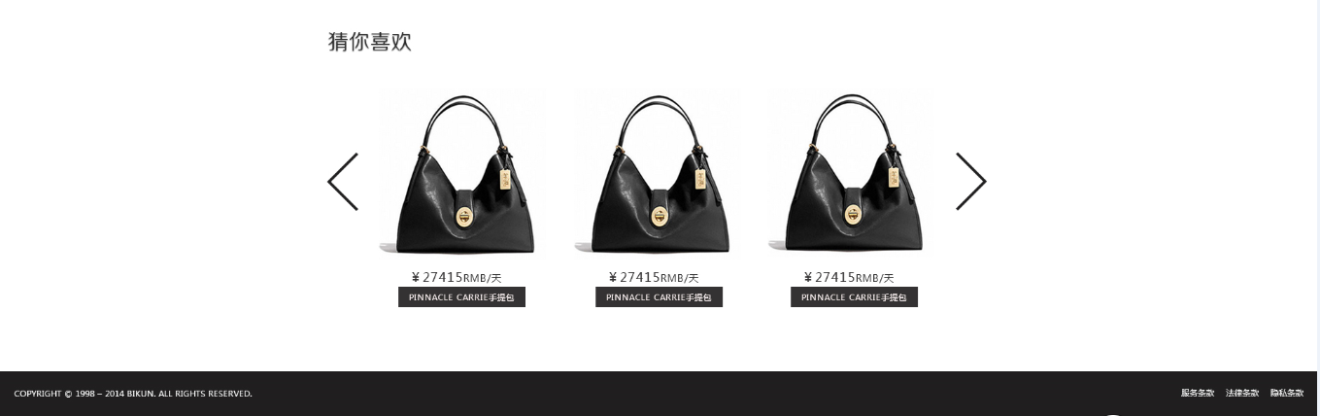 猜你喜欢
¥ 27415RMB/天
¥ 27415RMB/天
¥ 27415RMB/天
PINNACLE CARRIE手提包
PINNACLE CARRIE手提包
PINNACLE CARRIE手提包
COPYRIGHT © 1998 – 2014 BIKUN. ALL RIGHTS RESERVED.
服务条款 法律条款 隐私条款